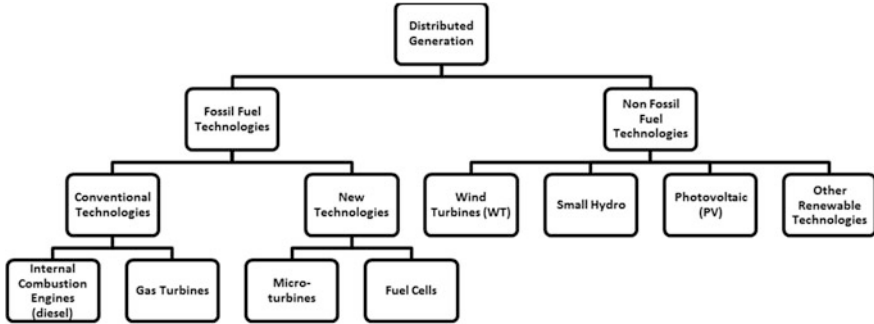 Distributed
Generation
Fossil Fuel
Technologies
Non Fossil
Fuel
Technologies
Conventional
Technologies
New
Technologies
Wind
Turbines (WT)
Small Hydro
Photovoltaic
(PV)
Other
Renewable
Technologies
Internal
Combustion
Engines
(diesel)
Gas Turbines
Micro-
turbines
Fuel Cells